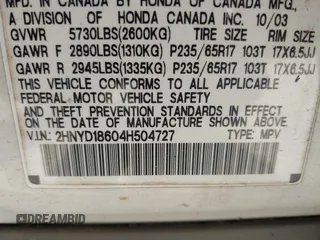 MFD. IN CANADA BY HONDA OF CANADA MFG.,
A DIVISION OF HONDA CANADA INC. 10/03
GVWR 5730LBS(2600KG) TIRE SIZE RIM SIZE
GAWR F 2890LBS(1310KG) P235/65R17 103T 17X6.5JJ
GAWR R 2945LBS(1335KG) P235/65R17 103T 17X6.5JJ
THIS VEHICLE CONFORMS TO ALL APPLICABLE
FEDERAL MOTOR VEHICLE SAFETY
AND THEFT PREVENTION STANDARDS IN EFFECT ON
THE DATE OF MANUFACTURE SHOWN ABOVE.
V.I.N.: 2HNYD18604H504727 TYPE: MPV
DREAMBID